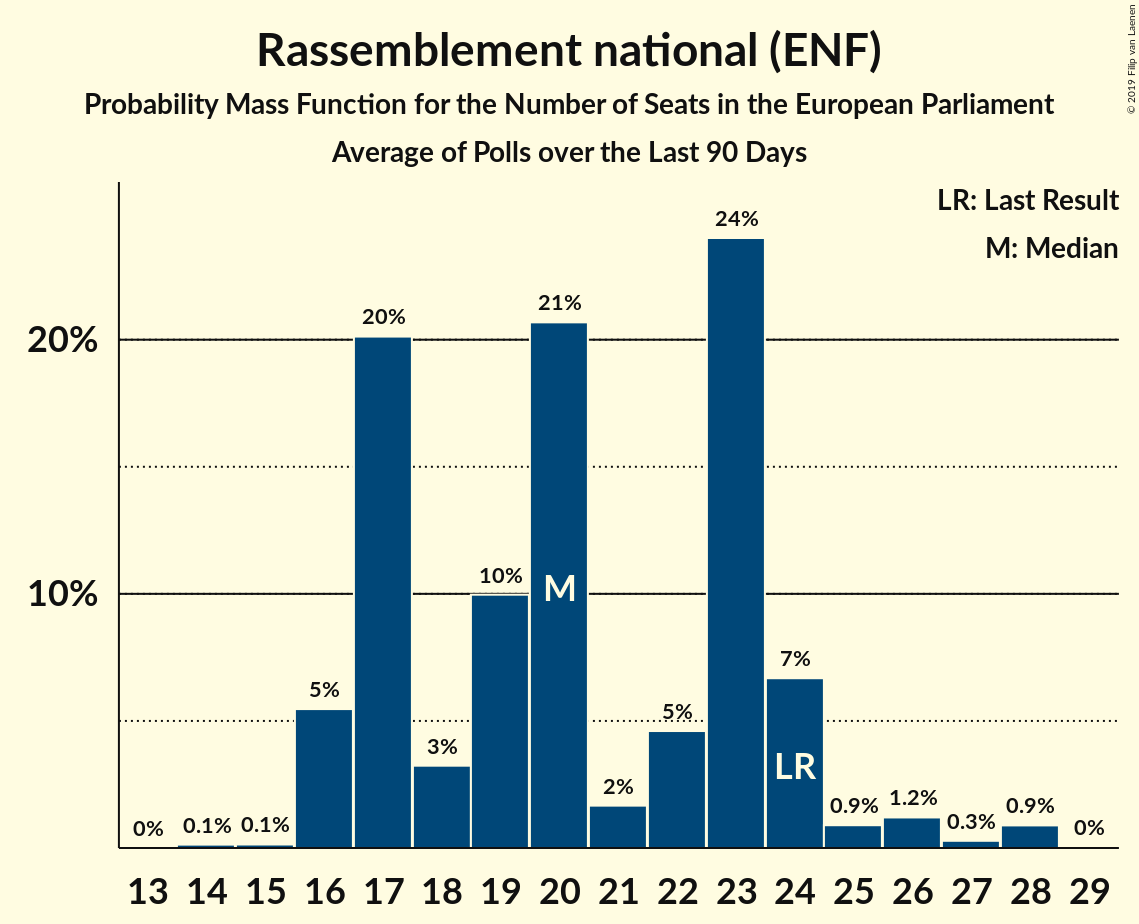 Rassemblement national (ENF)
Probability Mass Function for the Number of Seats in the European Parliament
Average of Polls over the Last 90 Days
© 2019 Filip van Laenen
LR: Last Result
M: Median
20%
10%
0%
0.1%
0.1%
5%
20%
3%
10%
21%
2%
5%
24%
7%
0.9%
1.2%
0.3%
0.9%
0%
M
LR
13 14 15 16 17 18 19 20 21 22 23 24 25 26 27 28 29